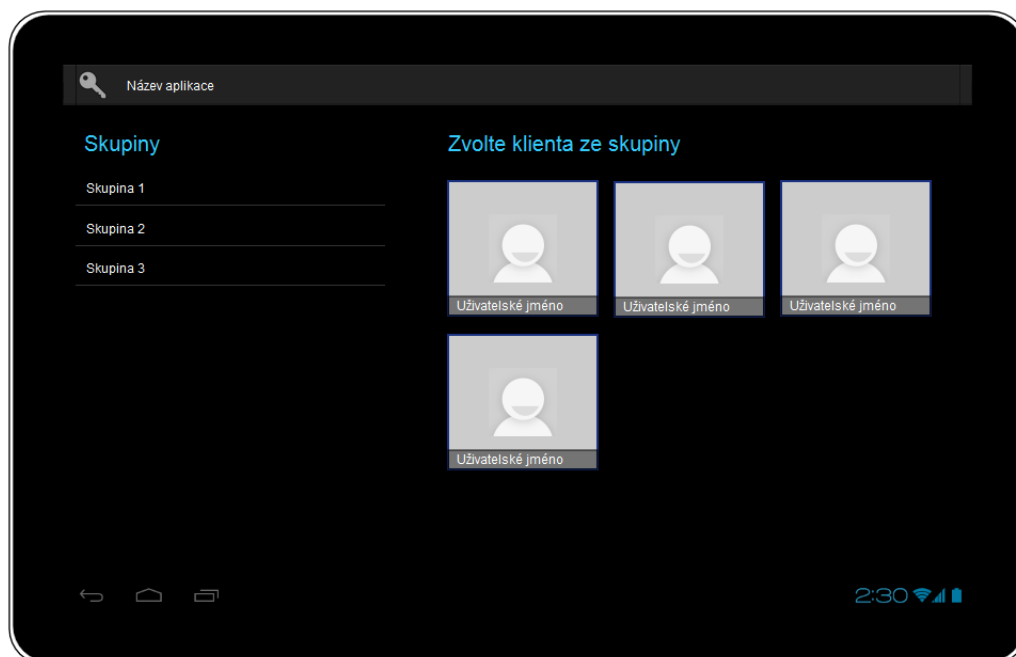 Název aplikace
Skupiny
Skupina 1
Skupina 2
Skupina 3
Zvolte klienta ze skupiny
Uživatelské jméno
Uživatelské jméno
Uživatelské jméno
Uživatelské jméno
2:30